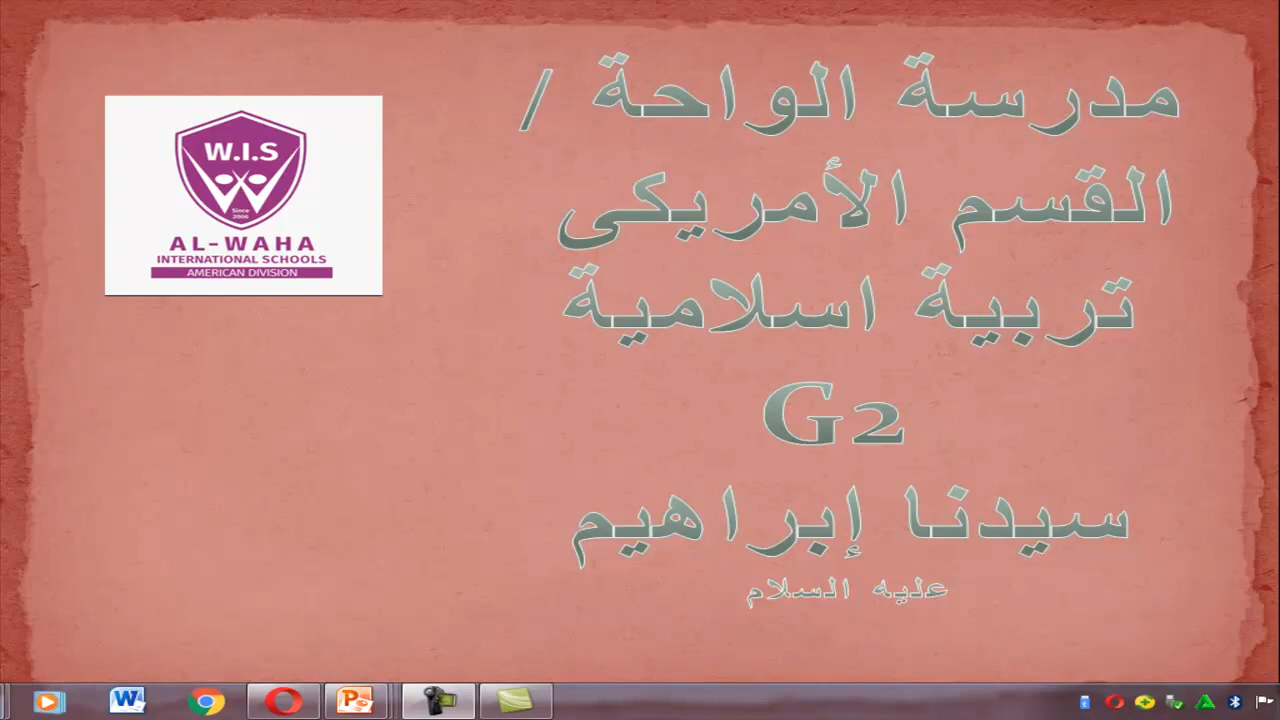 مدرسة الواحة /
القسم الأمريكى
تربية اسلامية
G2
سيدنا إبراهيم
عليه السلام
W.I.S
Since
2006
AL-WAHA
INTERNATIONAL SCHOOLS
AMERICAN DIVISION